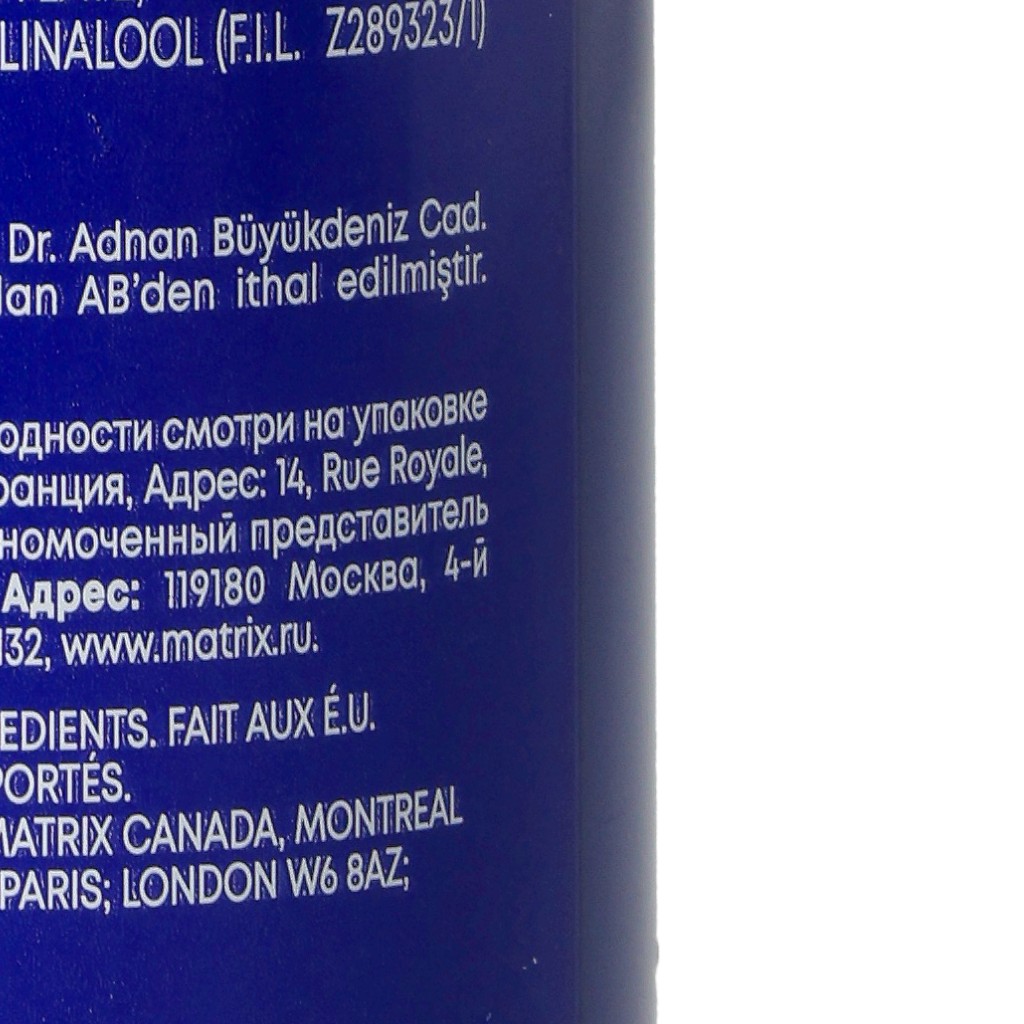 LINALOOL (F.I.L. Z289323/1)
Dr. Adnan Büyükdeniz Cad.
AB'den ithal edilmiştir.
одности смотри на упаковке
ранция, Адрес: 14, Rue Royale,
номоченный представитель
Адрес: 119180 Москва, 4-й
132, www.matrix.ru.
EDIENTS. FAIT AUX É.U.
PORTÉS.
MATRIX CANADA, MONTREAL
PARIS; LONDON W6 8AZ;